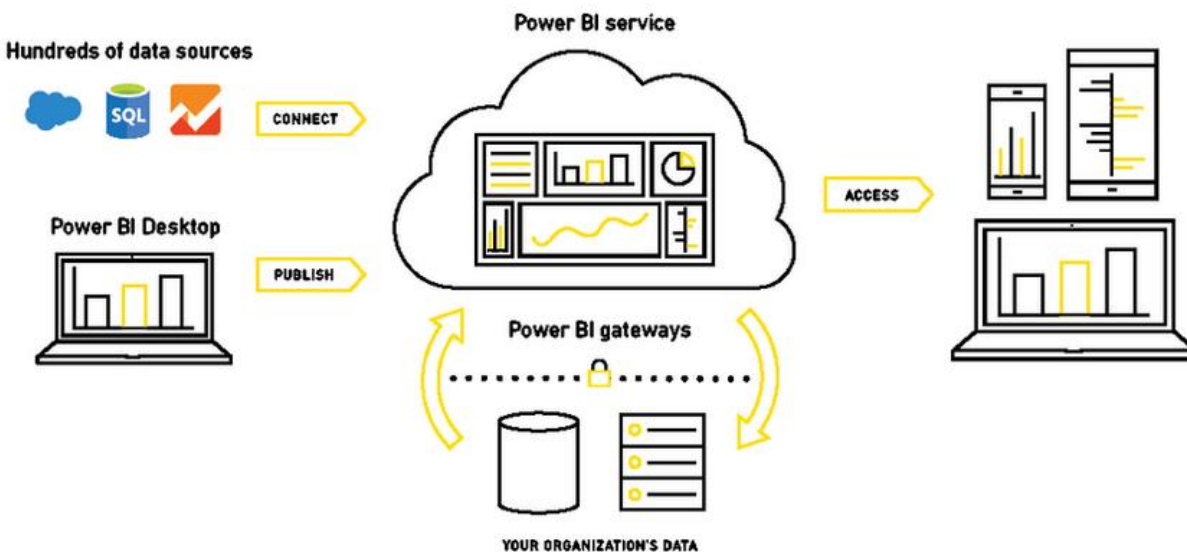 Power BI service
Hundreds of data sources
SQL
CONNECT
ACCESS
Power BI Desktop
PUBLISH
Power BI gateways
YOUR ORGANIZATION'S DATA